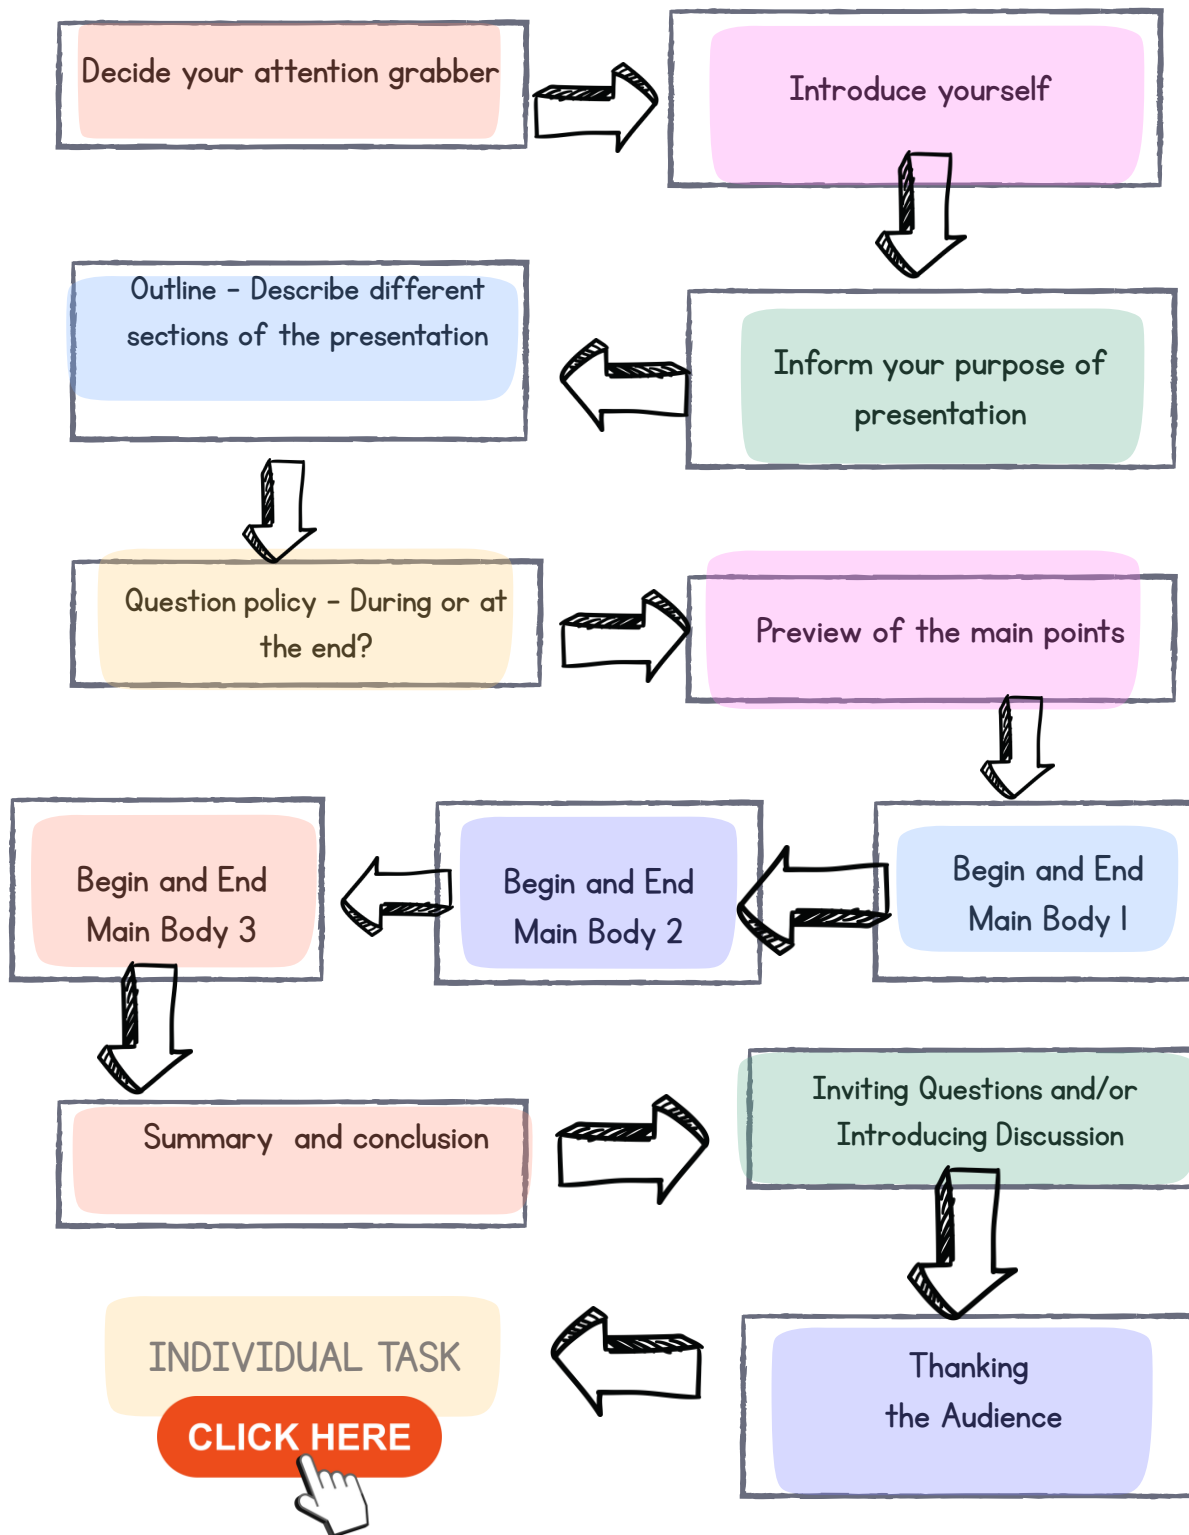 Decide your attention grabber
Introduce yourself
Inform your purpose of
presentation
Outline - Describe different
sections of the presentation
Question policy - During or at
the end?
Preview of the main points
Begin and End
Main Body 1
Begin and End
Main Body 2
Begin and End
Main Body 3
Summary and conclusion
Inviting Questions and/or
Introducing Discussion
Thanking
the Audience
INDIVIDUAL TASK
CLICK HERE